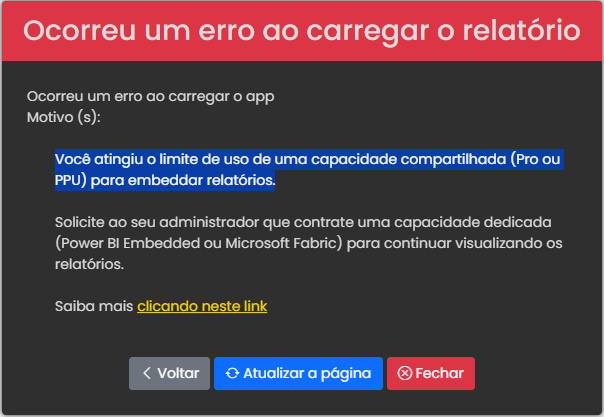 Ocorreu um erro ao carregar o relatório
Ocorreu um erro ao carregar o app
Motivo (s):
Você atingiu o limite de uso de uma capacidade compartilhada (Pro ou
PPU) para embeddar relatórios.
Solicite ao seu administrador que contrate uma capacidade dedicada
(Power BI Embedded ou Microsoft Fabric) para continuar visualizando os
relatórios.
Saiba mais clicando neste link
Voltar
Atualizar a página
Fechar